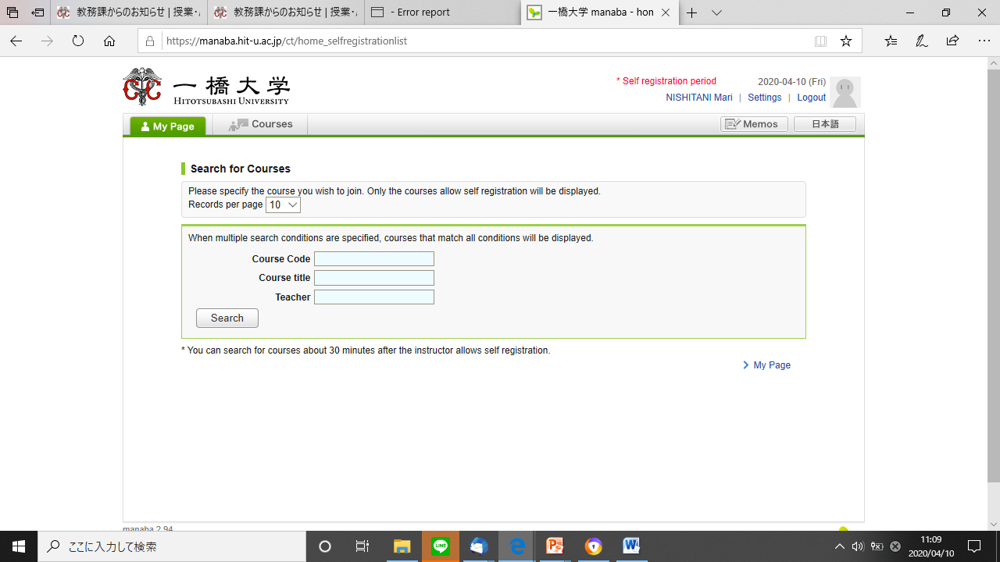 教務課からのお知らせ | 授業・
教務課からのお知らせ | 授業・
- Error report
一橋大学 manaba - hon
https://manaba.hit-u.ac.jp/ct/home_selfregistrationlist
一橋大学
HITOTSUBASHI UNIVERSITY
* Self registration period
2020-04-10 (Fri)
NISHITANI Mari | Settings | Logout
My Page
Courses
Memos
日本語
Search for Courses
Please specify the course you wish to join. Only the courses allow self registration will be displayed.
Records per page 10
When multiple search conditions are specified, courses that match all conditions will be displayed.
Course Code
Course title
Teacher
Search
* You can search for courses about 30 minutes after the instructor allows self registration.
My Page
manaba 2.94
ここに入力して検索
LINE
11:09
2020/04/10